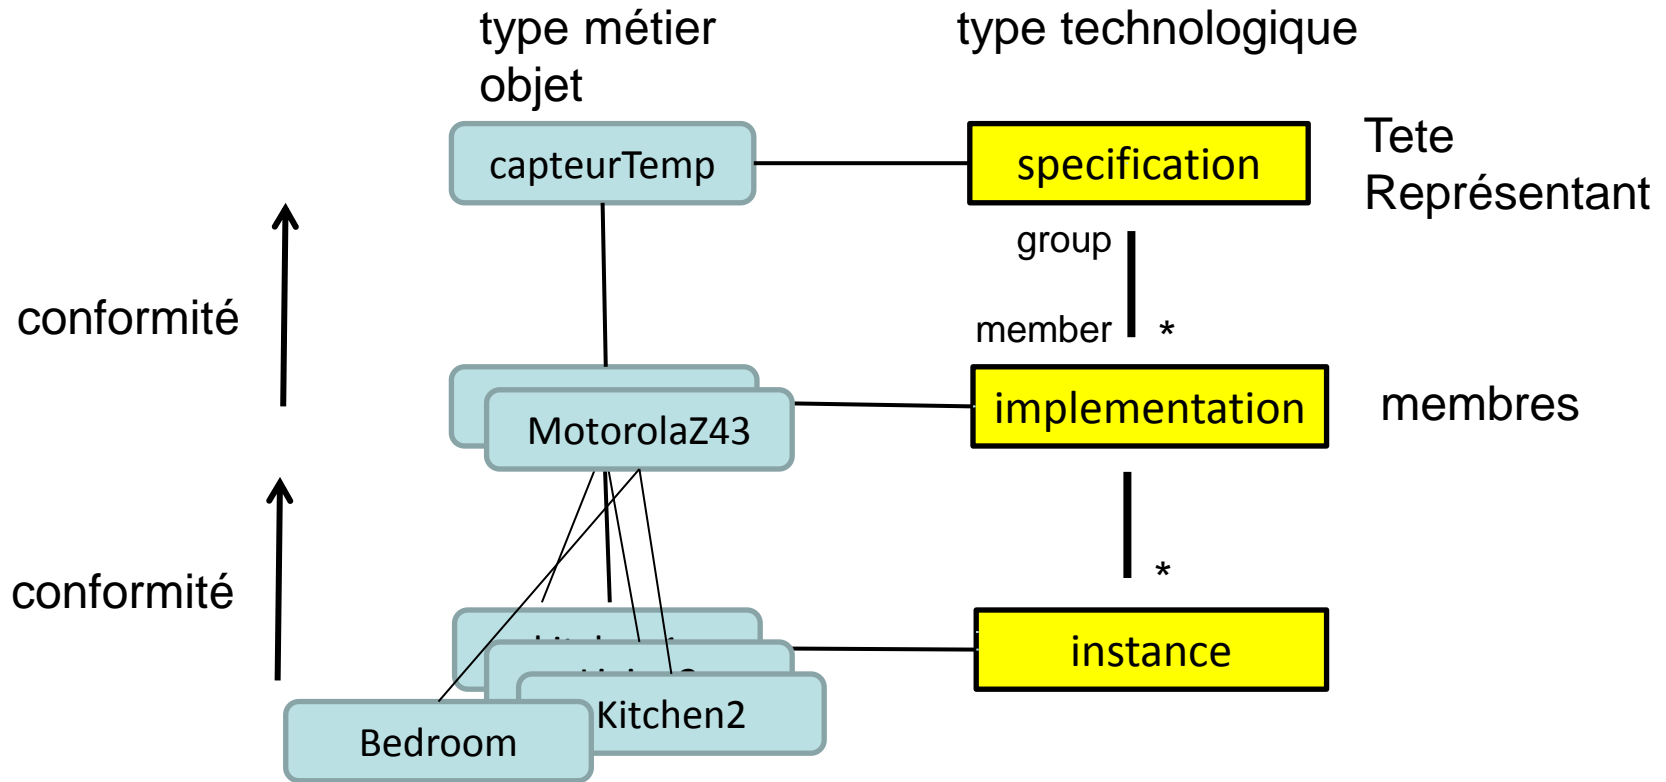 type métier
objet
type technologique
capteurTemp
specification
Tete
Représentant
group
conformité
member
*
MotorolaZ43
implementation
membres
conformité
*
instance
Kitchen2
Bedroom